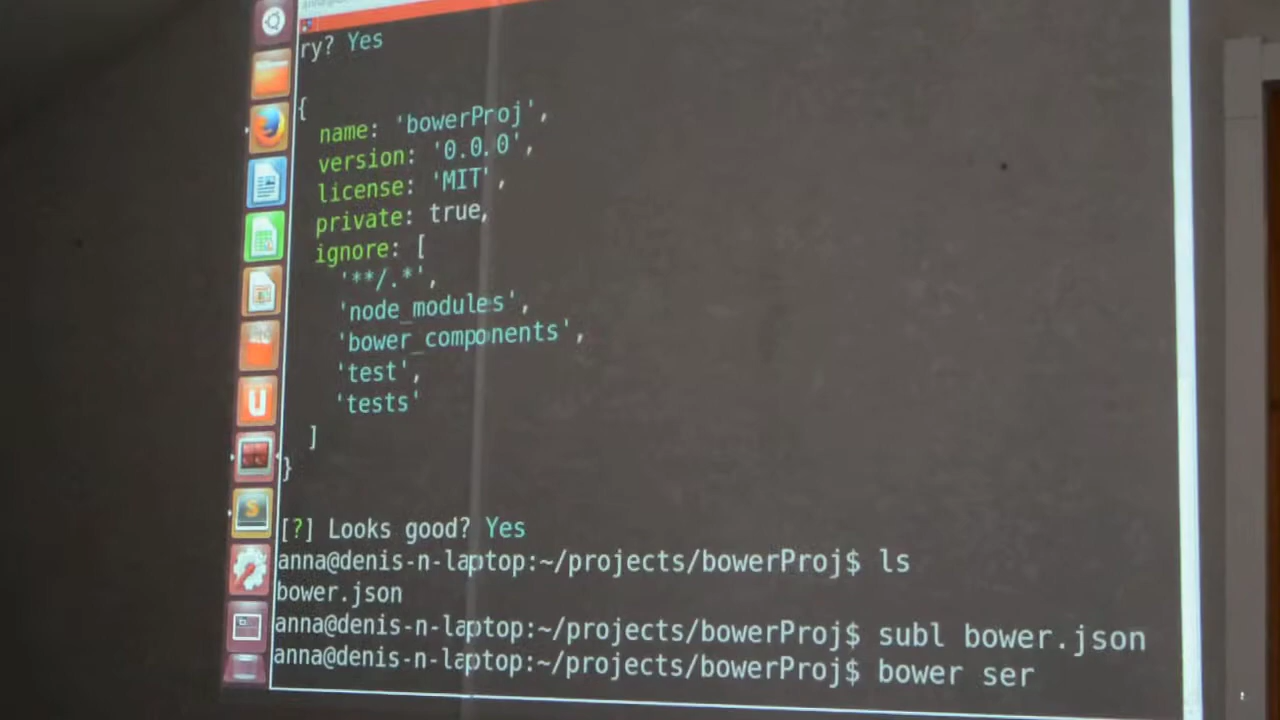 ry? Yes
{
name: 'bowerProj',
version: '0.0.0',
license: 'MIT',
private: true,
ignore: [
'**/.*',
'node_modules',
'bower_components',
'test',
'tests'
]
}
[?] Looks good? Yes
anna@denis-n-laptop:~/projects/bowerProj$ ls
bower.json
anna@denis-n-laptop:~/projects/bowerProj$ subl bower.json
anna@denis-n-laptop:~/projects/bowerProj$ bower ser